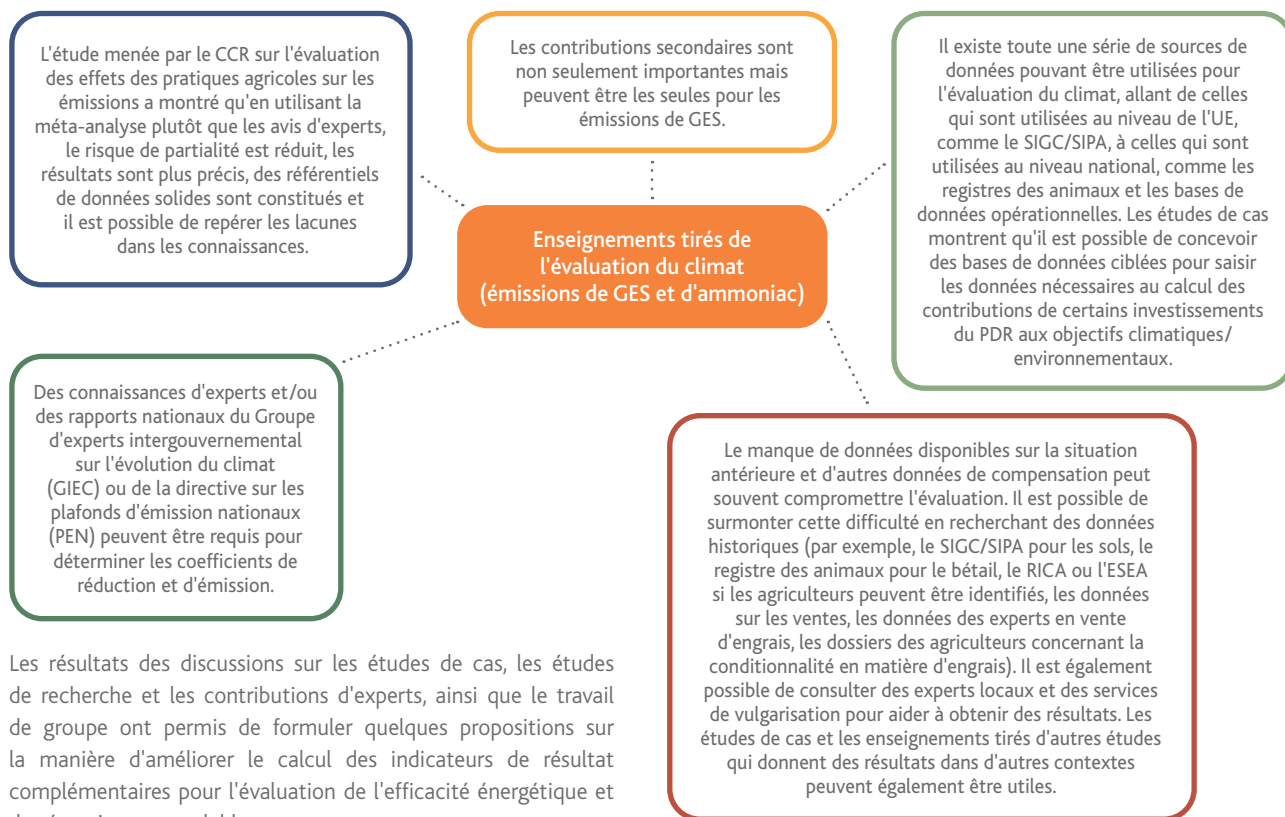 L'étude menée par le CCR sur l'évaluation
des effets des pratiques agricoles sur les
émissions a montré qu'en utilisant la
méta-analyse plutôt que les avis d'experts,
le risque de partialité est réduit, les
résultats sont plus précis, des référentiels
de données solides sont constitués et
il est possible de repérer les lacunes
dans les connaissances.
Les contributions secondaires sont
non seulement importantes mais
peuvent être les seules pour les
émissions de GES.
Il existe toute une série de sources de
données pouvant être utilisées pour
l'évaluation du climat, allant de celles
qui sont utilisées au niveau de l'UE,
comme le SIGC/SIPA, à celles qui sont
utilisées au niveau national, comme les
registres des animaux et les bases de
données opérationnelles. Les études de cas
montrent qu'il est possible de concevoir
des bases de données ciblées pour saisir
les données nécessaires au calcul des
contributions de certains investissements
du PDR aux objectifs climatiques/
environnementaux.
Enseignements tirés de
l'évaluation du climat
(émissions de GES et d'ammoniac)
Des connaissances d'experts et/ou
des rapports nationaux du Groupe
d'experts intergouvernemental
sur l'évolution du climat
(GIEC) ou de la directive sur les
plafonds d'émission nationaux
(PEN) peuvent être requis pour
déterminer les coefficients de
réduction et d'émission.
Le manque de données disponibles sur la situation
antérieure et d'autres données de compensation peut
souvent compromettre l'évaluation. Il est possible de
surmonter cette difficulté en recherchant des données
historiques (par exemple, le SIGC/SIPA pour les sols, le
registre des animaux pour le bétail, le RICA ou l'ESEA
si les agriculteurs peuvent être identifiés, les données
sur les ventes, les données des experts en vente
d'engrais, les dossiers des agriculteurs concernant la
conditionnalité en matière d'engrais). Il est également
possible de consulter des experts locaux et des services
de vulgarisation pour aider à obtenir des résultats. Les
études de cas et les enseignements tirés d'autres études
qui donnent des résultats dans d'autres contextes
peuvent également être utiles.
Les résultats des discussions sur les études de cas, les études
de recherche et les contributions d'experts, ainsi que le travail
de groupe ont permis de formuler quelques propositions sur
la manière d'améliorer le calcul des indicateurs de résultat
complémentaires pour l'évaluation de l'efficacité énergétique et